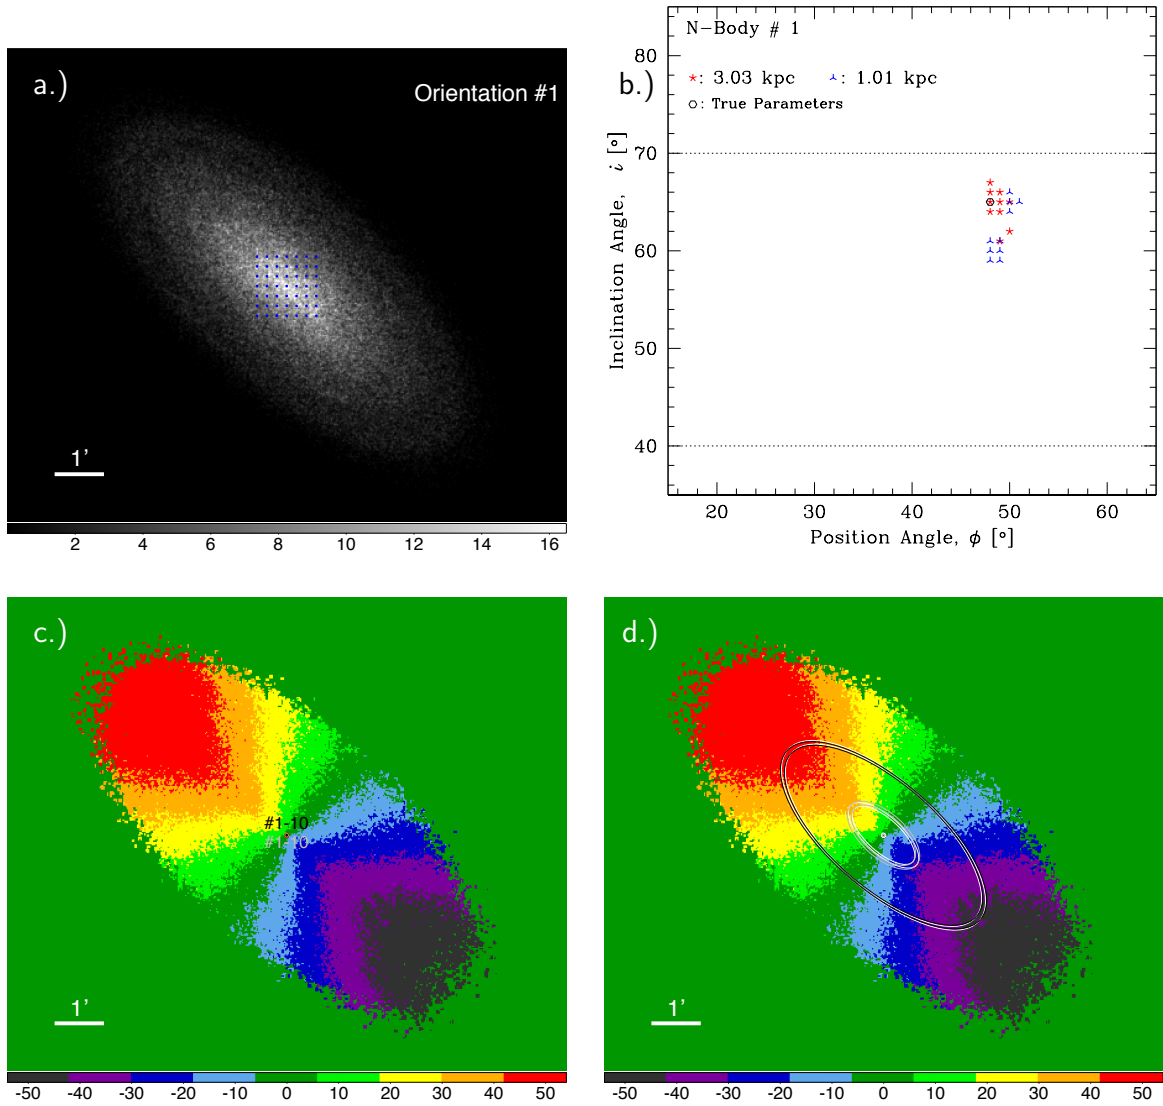 a.)
Orientation #1
1’
2 4 6 8 10 12 14 16
b.)
N-Body # 1
: 3.03 kpc : 1.01 kpc
: True Parameters
80
70
60
50
40
Inclination Angle, i [°]
20 30 40 50 60
Position Angle, ϕ [°]
c.)
#1-10
#1-10
1’
-50 -40 -30 -20 -10 0 10 20 30 40 50
d.)
1’
-50 -40 -30 -20 -10 0 10 20 30 40 50